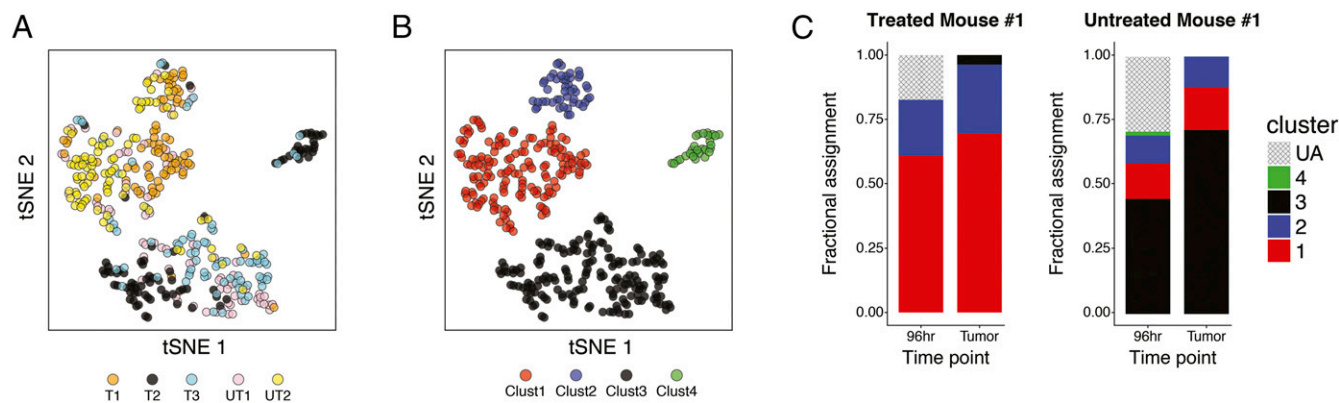 A
tSNE 2
tSNE 1
T1 T2 T3 UT1 UT2
B
tSNE 2
tSNE 1
Clust1 Clust2 Clust3 Clust4
C
Treated Mouse #1
Fractional assignment
1.00
0.75
0.50
0.25
0.00
96hr Tumor
Time point
Untreated Mouse #1
Fractional assignment
1.00
0.75
0.50
0.25
0.00
96hr Tumor
Time point
cluster
UA
4
3
2
1